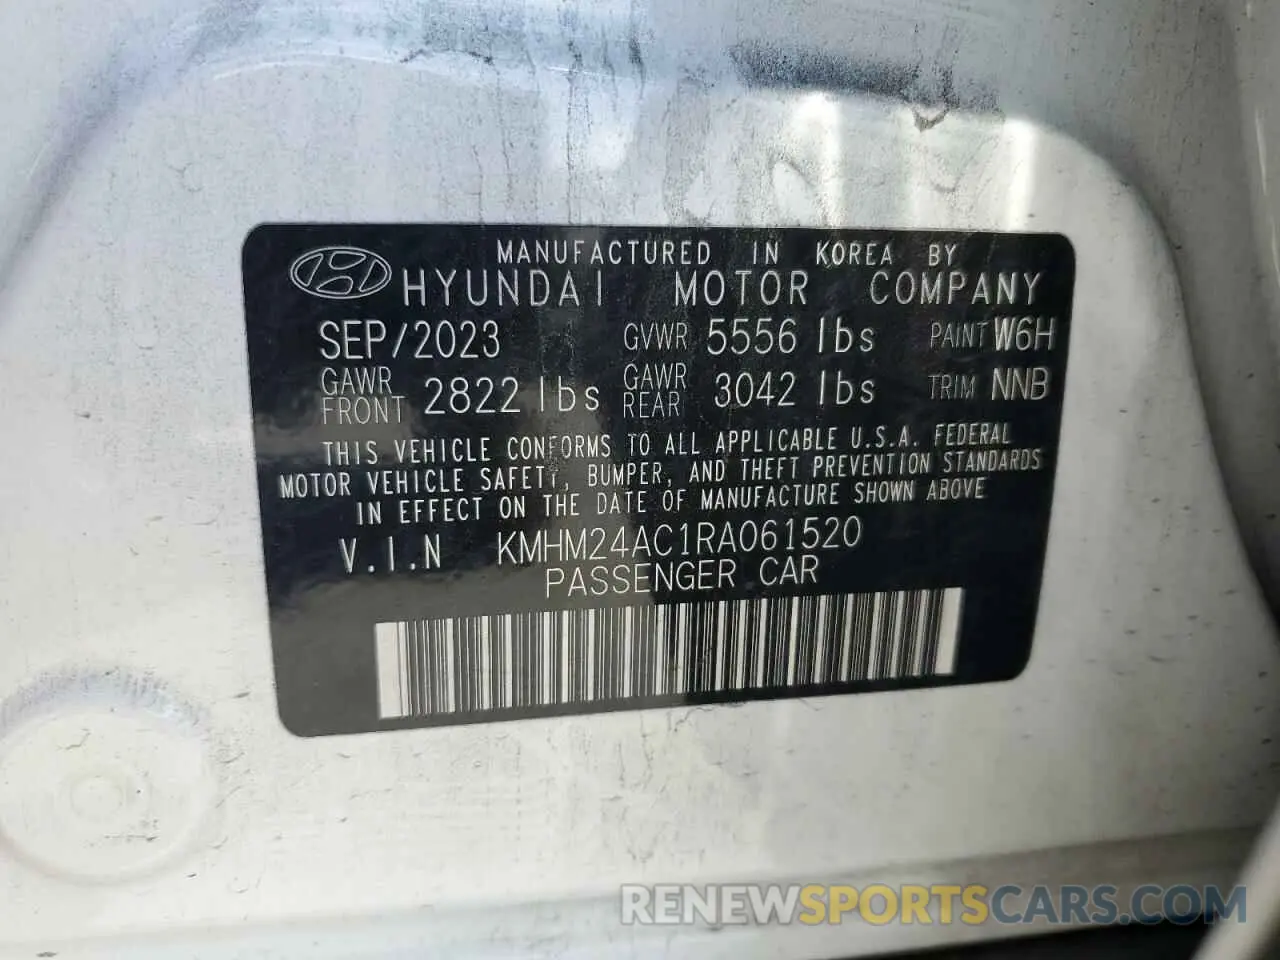 MANUFACTURED IN KOREA BY
HYUNDAI MOTOR COMPANY
SEP/2023 GVWR 5556 lbs PAINT W6H
GAWR FRONT 2822 lbs GAWR REAR 3042 lbs TRIM NNB
THIS VEHICLE CONFORMS TO ALL APPLICABLE U.S.A. FEDERAL
MOTOR VEHICLE SAFETY, BUMPER, AND THEFT PREVENTION STANDARDS
IN EFFECT ON THE DATE OF MANUFACTURE SHOWN ABOVE
V.I.N KMHM24AC1RA061520
PASSENGER CAR
RENEWSPORTSCARS.COM